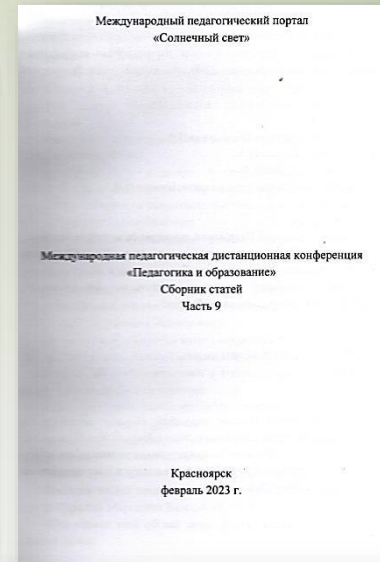 Международный педагогический портал
«Солнечный свет»
Международная педагогическая дистанционная конференция
«Педагогика и образование»
Сборник статей
Часть 9
Красноярск
февраль 2023 г.